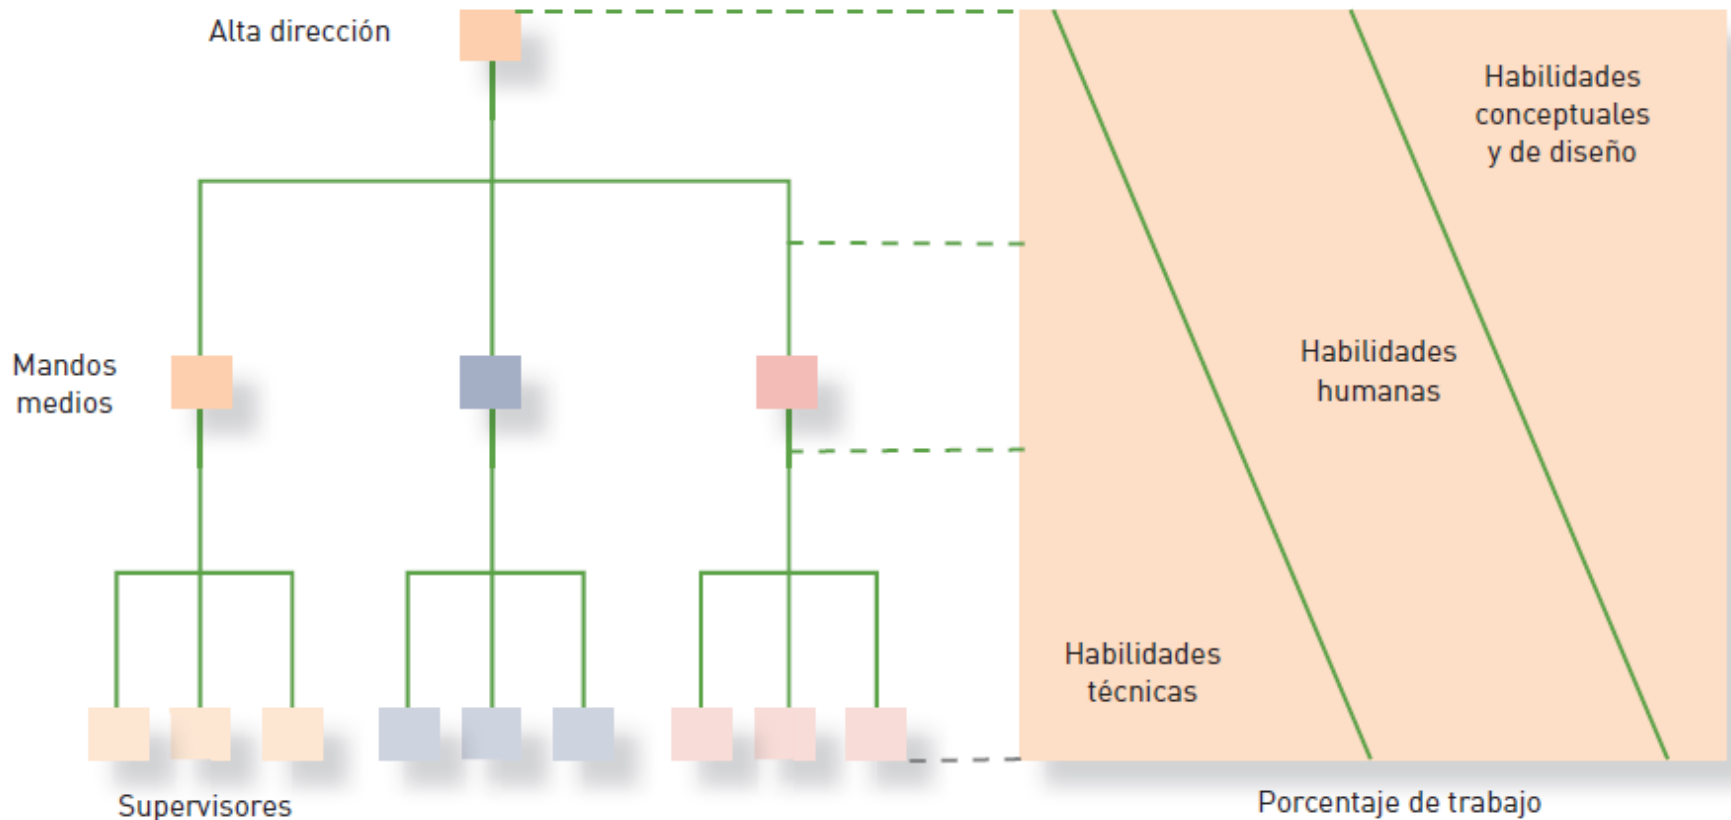 Alta dirección
Habilidades
conceptuales
y de diseño
Mandos
medios
Habilidades
humanas
Habilidades
técnicas
Supervisores
Porcentaje de trabajo